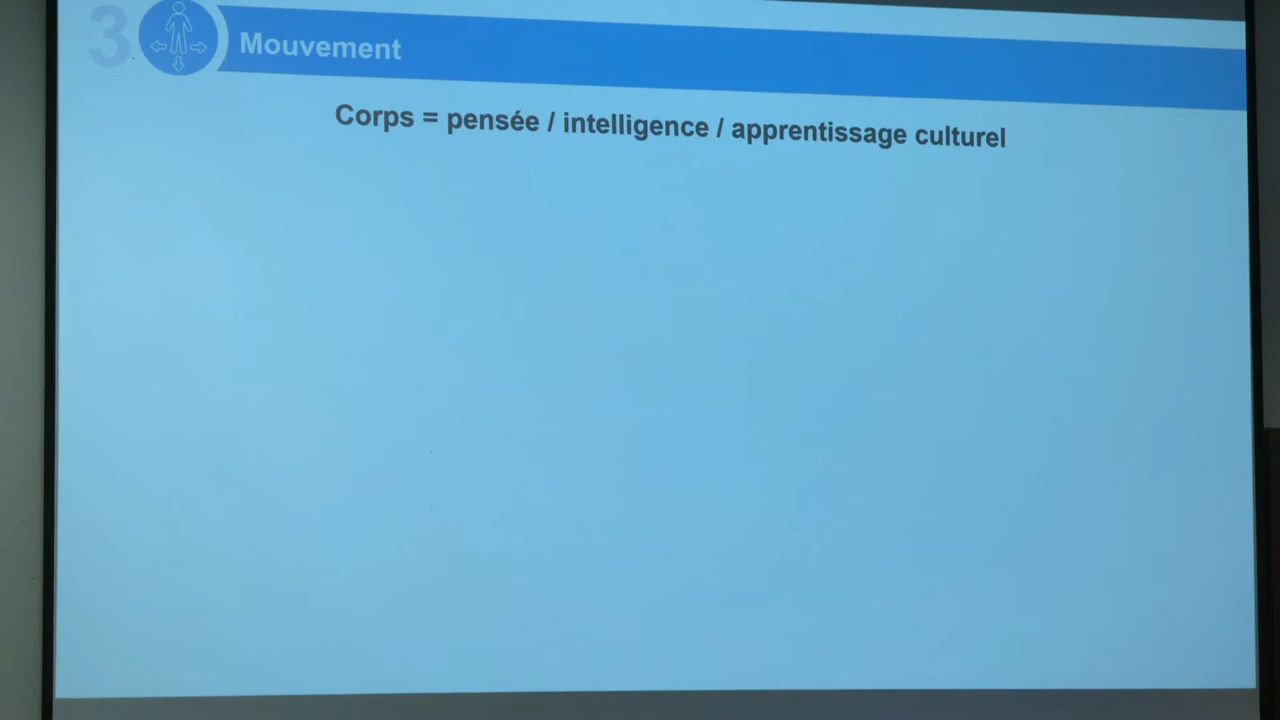 3
Mouvement
Corps = pensée / intelligence / apprentissage culturel